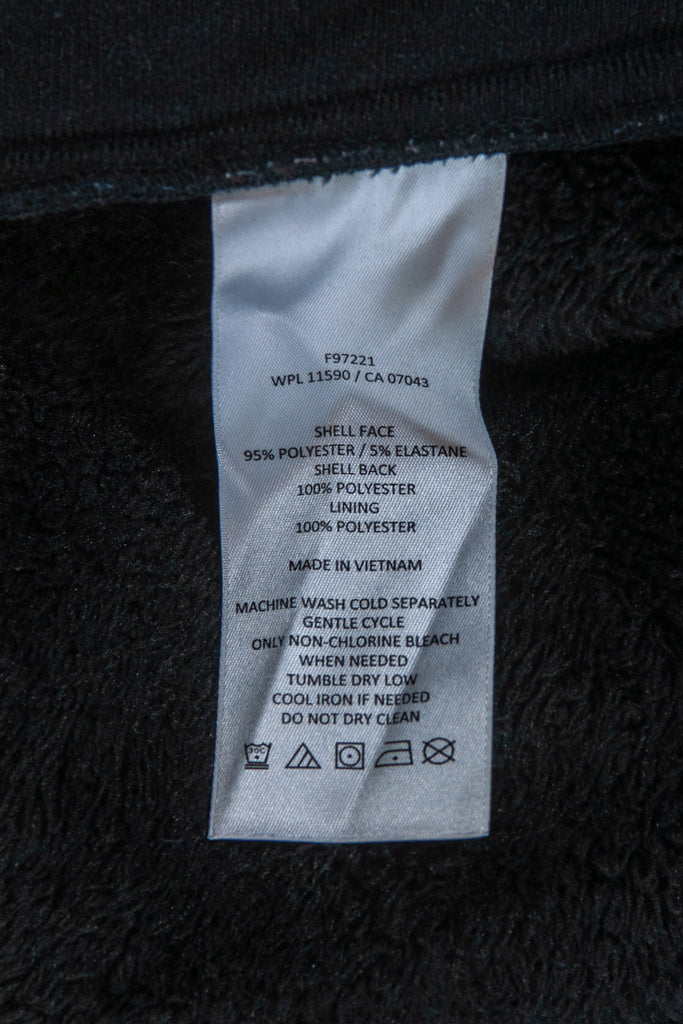 F97221
WPL 11590 / CA 07043
SHELL FACE
95% POLYESTER / 5% ELASTANE
SHELL BACK
100% POLYESTER
LINING
100% POLYESTER
MADE IN VIETNAM
MACHINE WASH COLD SEPARATELY
GENTLE CYCLE
ONLY NON-CHLORINE BLEACH
WHEN NEEDED
TUMBLE DRY LOW
COOL IRON IF NEEDED
DO NOT DRY CLEAN
30C